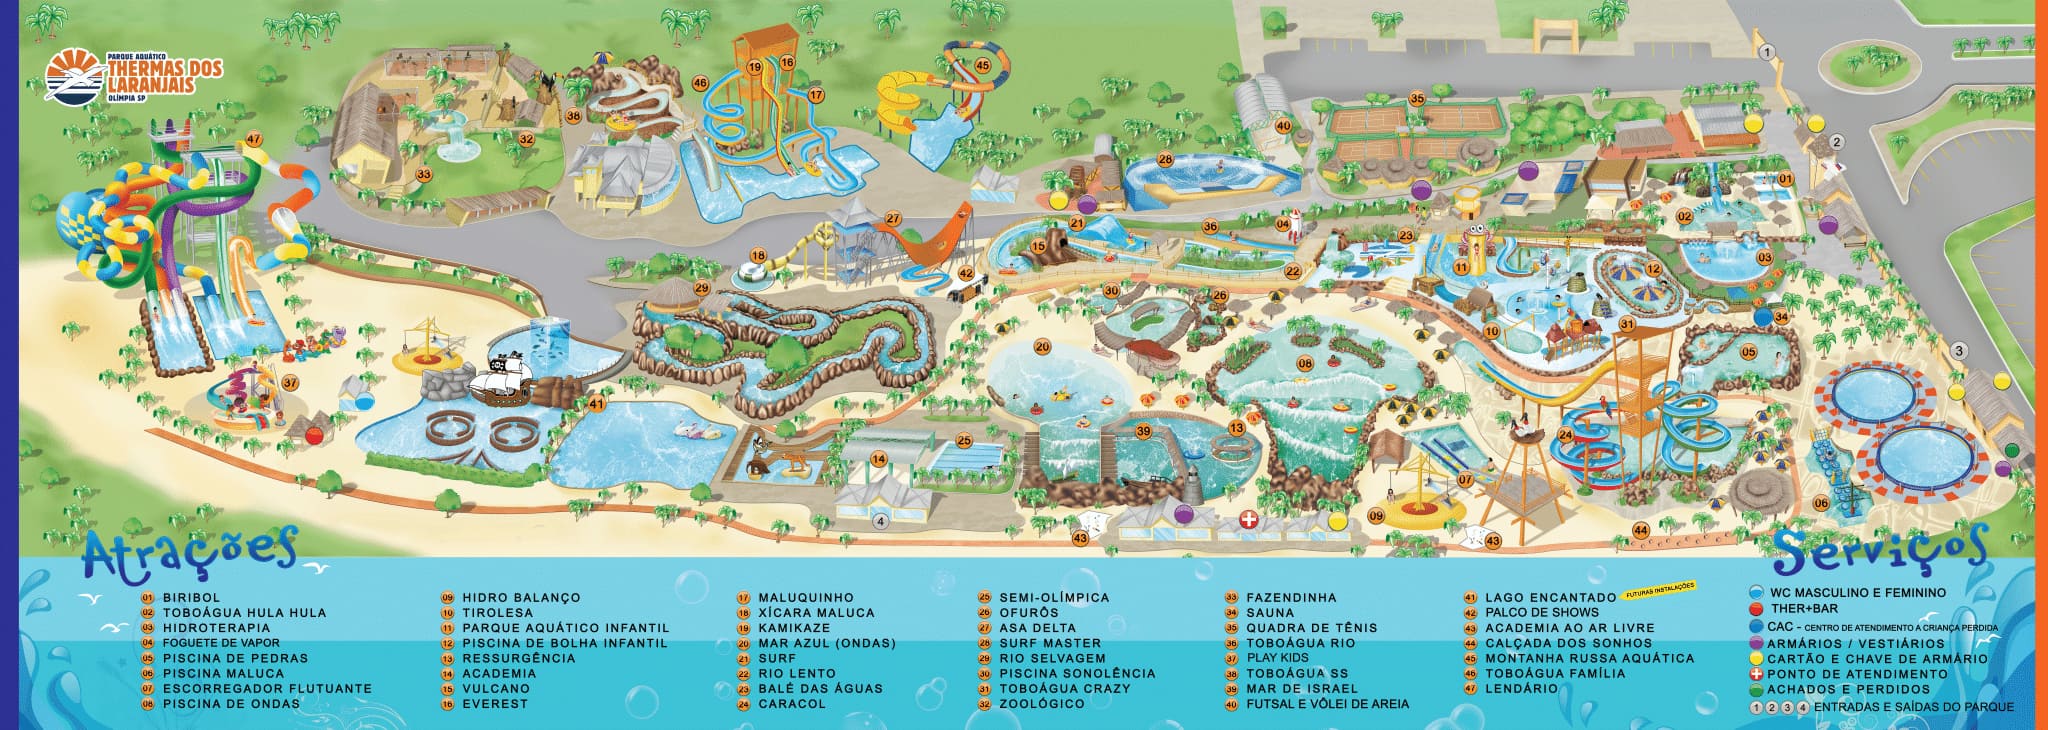 PARQUE AQUÁTICO
THERMAS DOS
LARANJAIS
OLÍMPIA SP
Atrações
01 BIRIBOL
02 TOBOÁGUA HULA HULA
03 HIDROTERAPIA
04 FOGUETE DE VAPOR
05 PISCINA DE PEDRAS
06 PISCINA MALUCA
07 ESCORREGADOR FLUTUANTE
08 PISCINA DE ONDAS
09 HIDRO BALANÇO
10 TIROLESA
11 PARQUE AQUÁTICO INFANTIL
12 PISCINA DE BOLHA INFANTIL
13 RESSURGÊNCIA
14 ACADEMIA
15 VULCANO
16 EVEREST
17 MALUQUINHO
18 XÍCARA MALUCA
19 KAMIKAZE
20 MAR AZUL (ONDAS)
21 SURF
22 RIO LENTO
23 BALÉ DAS ÁGUAS
24 CARACOL
25 SEMI-OLÍMPICA
26 OFURÔS
27 ASA DELTA
28 SURF MASTER
29 RIO SELVAGEM
30 PISCINA SONOLÊNCIA
31 TOBOÁGUA CRAZY
32 ZOOLÓGICO
33 FAZENDINHA
34 SAUNA
35 QUADRA DE TÊNIS
36 TOBOÁGUA RIO
37 PLAY KIDS
38 TOBOÁGUA SS
39 MAR DE ISRAEL
40 FUTSAL E VÔLEI DE AREIA
41 LAGO ENCANTADO FUTURAS INSTALAÇÕES
42 PALCO DE SHOWS
43 ACADEMIA AO AR LIVRE
44 CALÇADA DOS SONHOS
45 MONTANHA RUSSA AQUÁTICA
46 TOBOÁGUA FAMÍLIA
47 LENDÁRIO
Serviços
WC MASCULINO E FEMININO
THER+BAR
CAC - CENTRO DE ATENDIMENTO A CRIANÇA PERDIDA
ARMÁRIOS / VESTIÁRIOS
CARTÃO E CHAVE DE ARMÁRIO
PONTO DE ATENDIMENTO
ACHADOS E PERDIDOS
1 2 3 4 ENTRADAS E SAÍDAS DO PARQUE
47
33
32
38
46
19
16
17
45
40
35
1
2
28
27
18
42
21
15
36
04
22
23
11
12
02
01
03
29
30
26
20
08
10
31
34
05
3
37
41
14
25
39
13
07
24
06
4
43
09
43
44